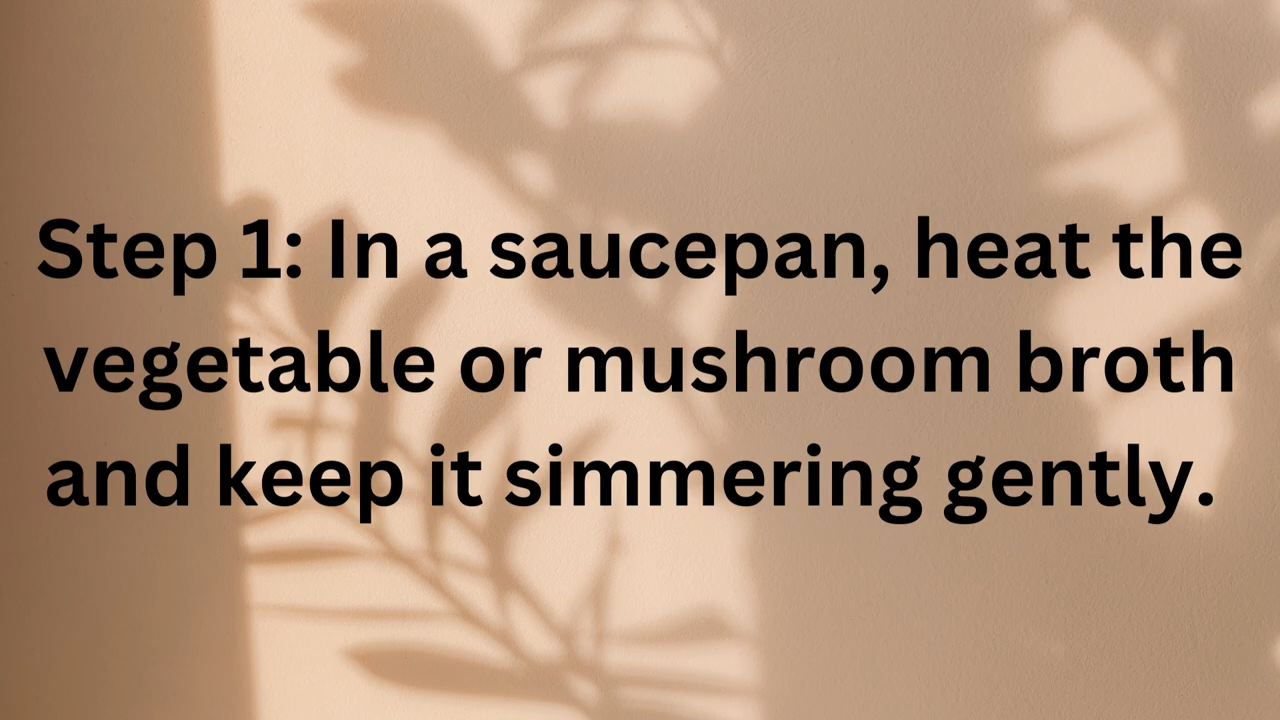 Step 1: In a saucepan, heat the
vegetable or mushroom broth
and keep it simmering gently.